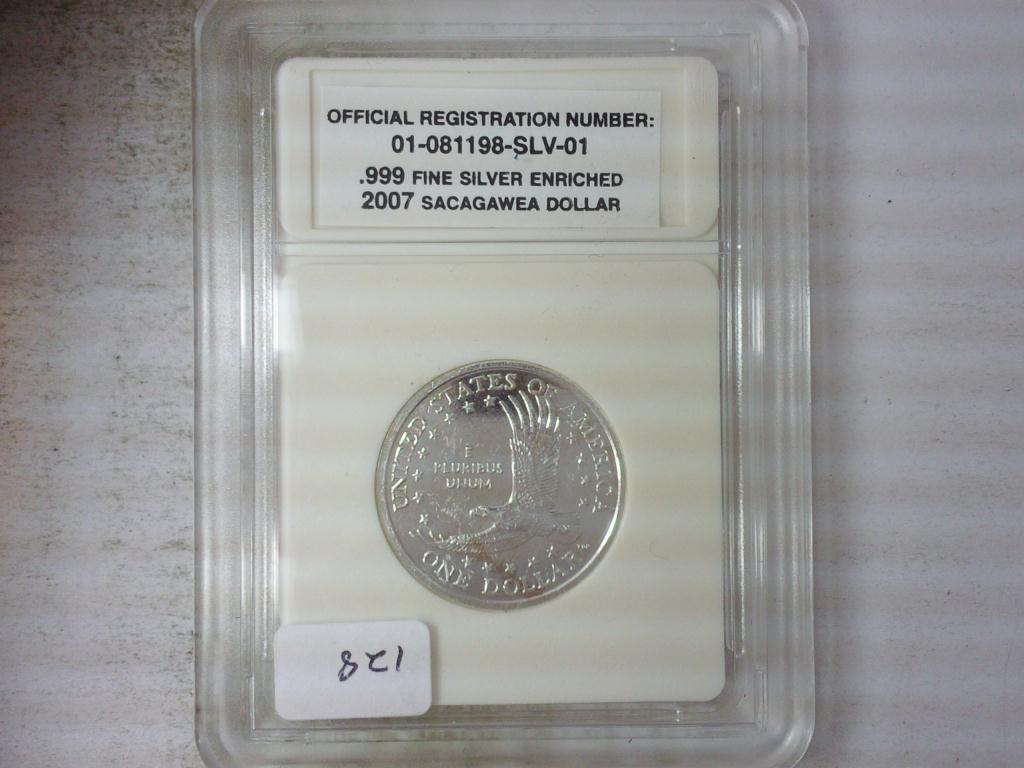 OFFICIAL REGISTRATION NUMBER:
01-081198-SLV-01
.999 FINE SILVER ENRICHED
2007 SACAGAWEA DOLLAR
UNITED STATES OF AMERICA
E
PLURIBUS
UNUM
ONE DOLLAR
128